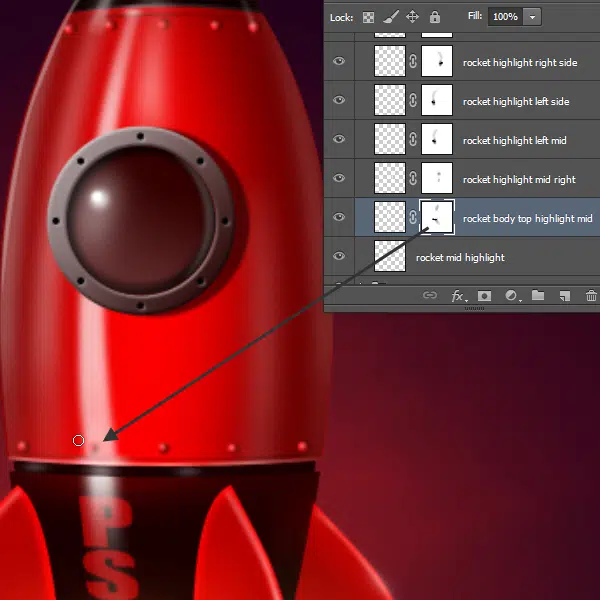 Lock:
Fill: 100%
rocket highlight right side
rocket highlight left side
rocket highlight left mid
rocket highlight mid right
rocket body top highlight mid
rocket mid highlight
fx
PS